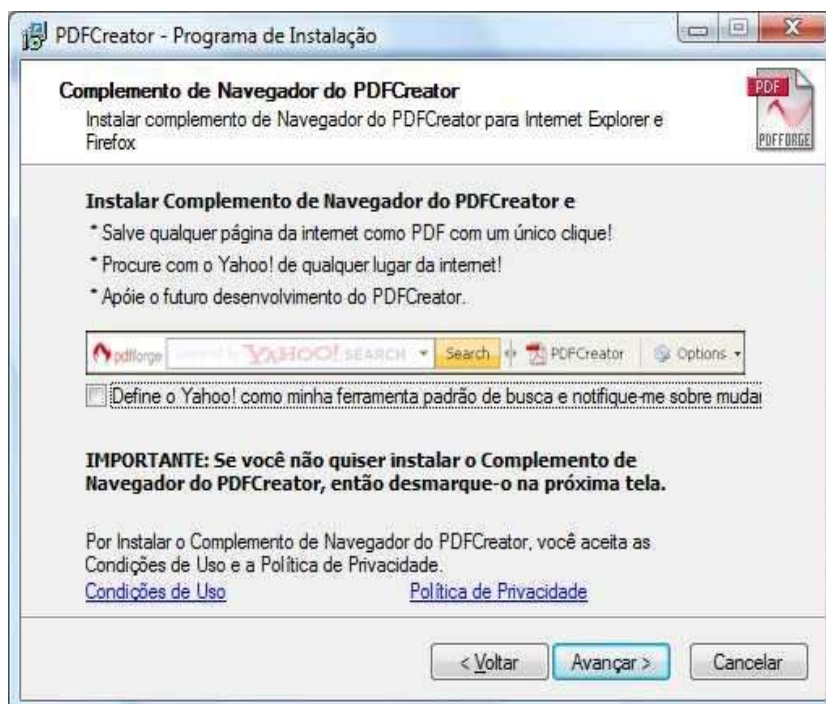 PDFCreator - Programa de Instalação
Complemento de Navegador do PDFCreator
Instalar complemento de Navegador do PDFCreator para Internet Explorer e
Firefox
PDF
PDFFORGE
Instalar Complemento de Navegador do PDFCreator e
* Salve qualquer página da internet como PDF com um único clique!
* Procure com o Yahoo! de qualquer lugar da internet!
* Apóie o futuro desenvolvimento do PDFCreator.
pdfforge YAHOO! SEARCH Search PDFCreator Options
Define o Yahoo! como minha ferramenta padrão de busca e notifique-me sobre mudar
IMPORTANTE: Se você não quiser instalar o Complemento de
Navegador do PDFCreator, então desmarque-o na próxima tela.
Por Instalar o Complemento de Navegador do PDFCreator, você aceita as
Condições de Uso e a Política de Privacidade.
Condições de Uso Política de Privacidade
< Voltar Avançar > Cancelar